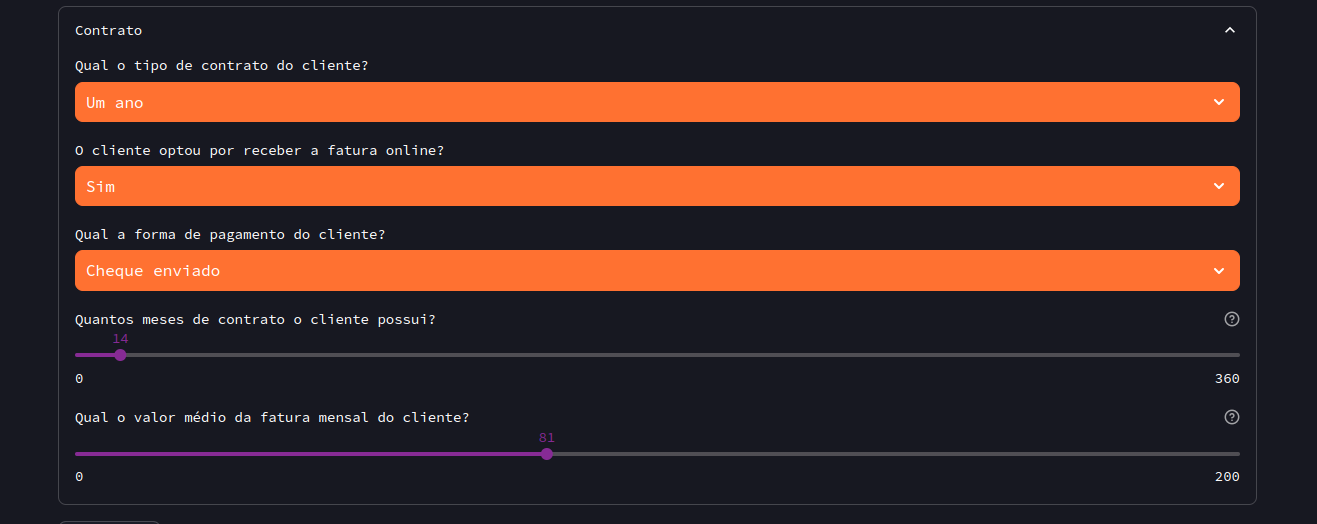 Contrato
Qual o tipo de contrato do cliente?
Um ano
O cliente optou por receber a fatura online?
Sim
Qual a forma de pagamento do cliente?
Cheque enviado
Quantos meses de contrato o cliente possui?
14
0 360
Qual o valor médio da fatura mensal do cliente?
81
0 200